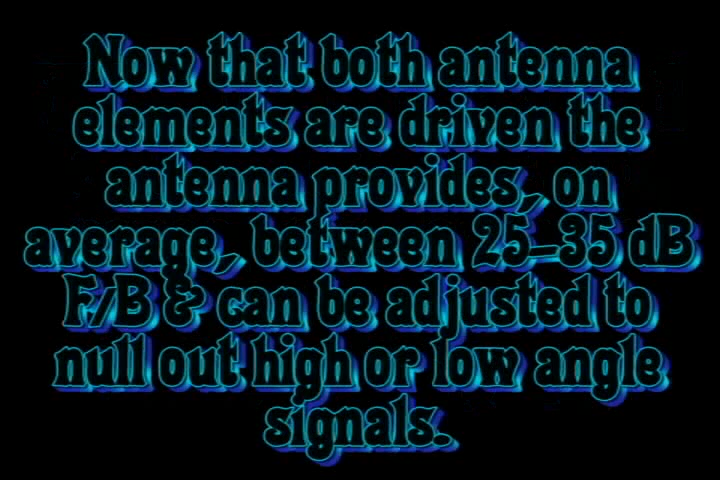 Now that both antenna
elements are driven the
antenna provides, on
average, between 25-35 dB
F/B & can be adjusted to
null out high or low angle
signals.